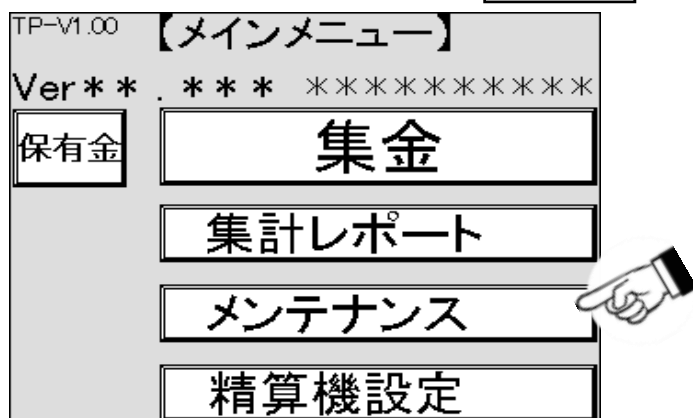 TP-V1.00 【メインメニュー】
Ver**.*** **********
保有金 集金
集計レポート
メンテナンス
精算機設定